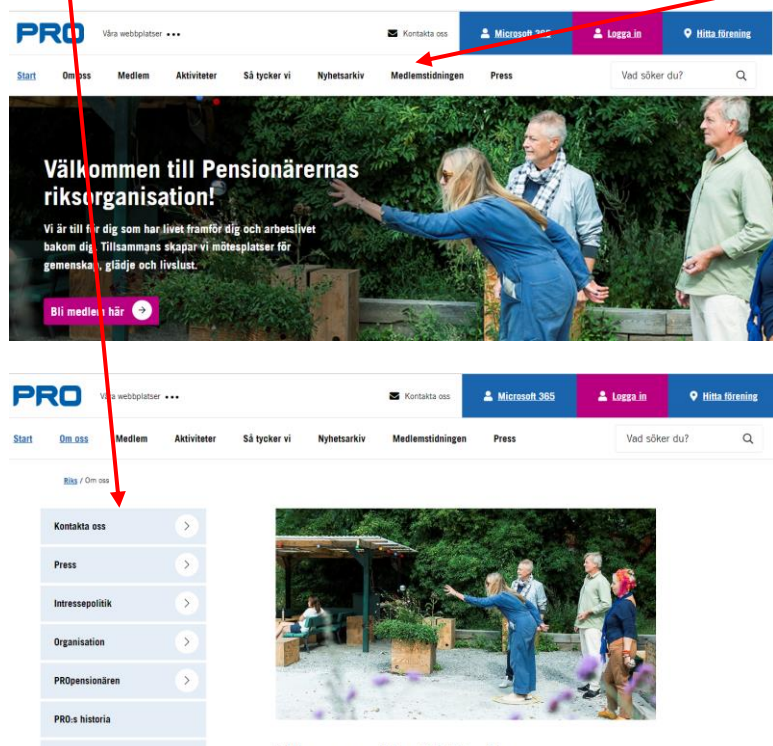 PRO Våra webbplatser ••• Kontakta oss Microsoft 365 Logga in Hitta förening
Start Om oss Medlem Aktiviteter Så tycker vi Nyhetsarkiv Medlemstidningen Press Vad söker du?
Välkommen till Pensionärernas
riksorganisation!
Vi är till för dig som har livet framför dig och arbetslivet
bakom dig. Tillsammans skapar vi mötesplatser för
gemenskap, glädje och livslust.
Bli medlem här
PRO Våra webbplatser ••• Kontakta oss Microsoft 365 Logga in Hitta förening
Start Om oss Medlem Aktiviteter Så tycker vi Nyhetsarkiv Medlemstidningen Press Vad söker du?
Riks / Om oss
Kontakta oss
Press
Intressepolitik
Organisation
PROpensionären
PRO:s historia